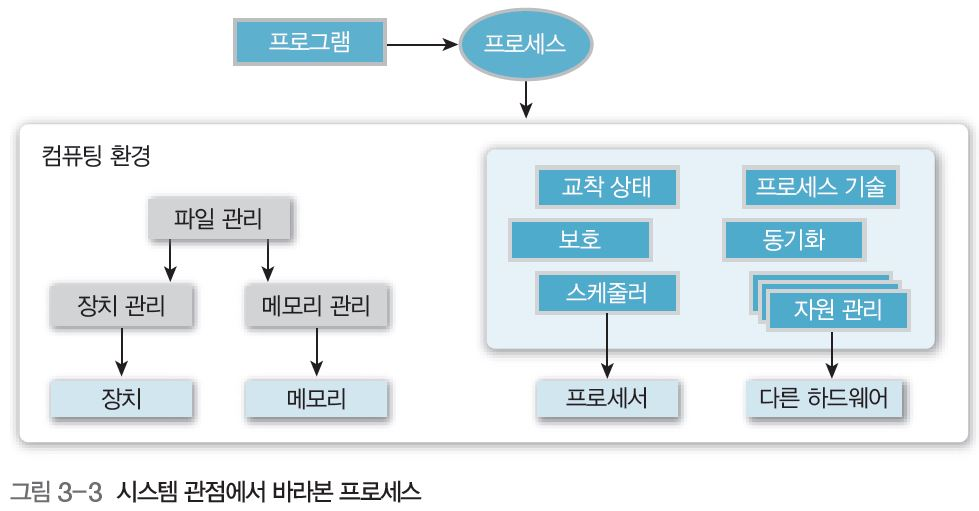 프로그램
프로세스
컴퓨팅 환경
파일 관리
장치 관리
메모리 관리
장치
메모리
교착 상태
프로세스 기술
보호
동기화
스케줄러
자원 관리
프로세서
다른 하드웨어
그림 3-3 시스템 관점에서 바라본 프로세스